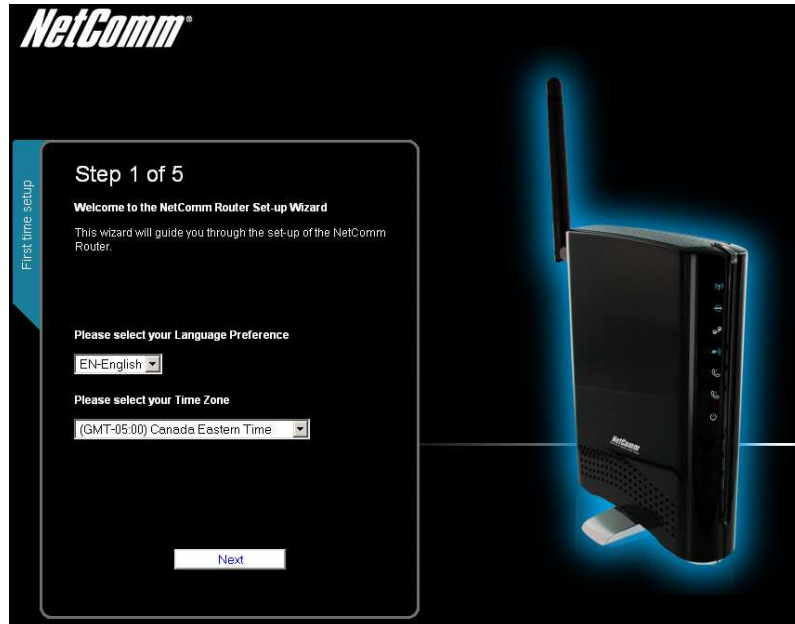 NetComm®
First time setup
Step 1 of 5
Welcome to the NetComm Router Set-up Wizard
This wizard will guide you through the set-up of the NetComm
Router.
Please select your Language Preference
EN-English
Please select your Time Zone
(GMT-05:00) Canada Eastern Time
Next
NetComm